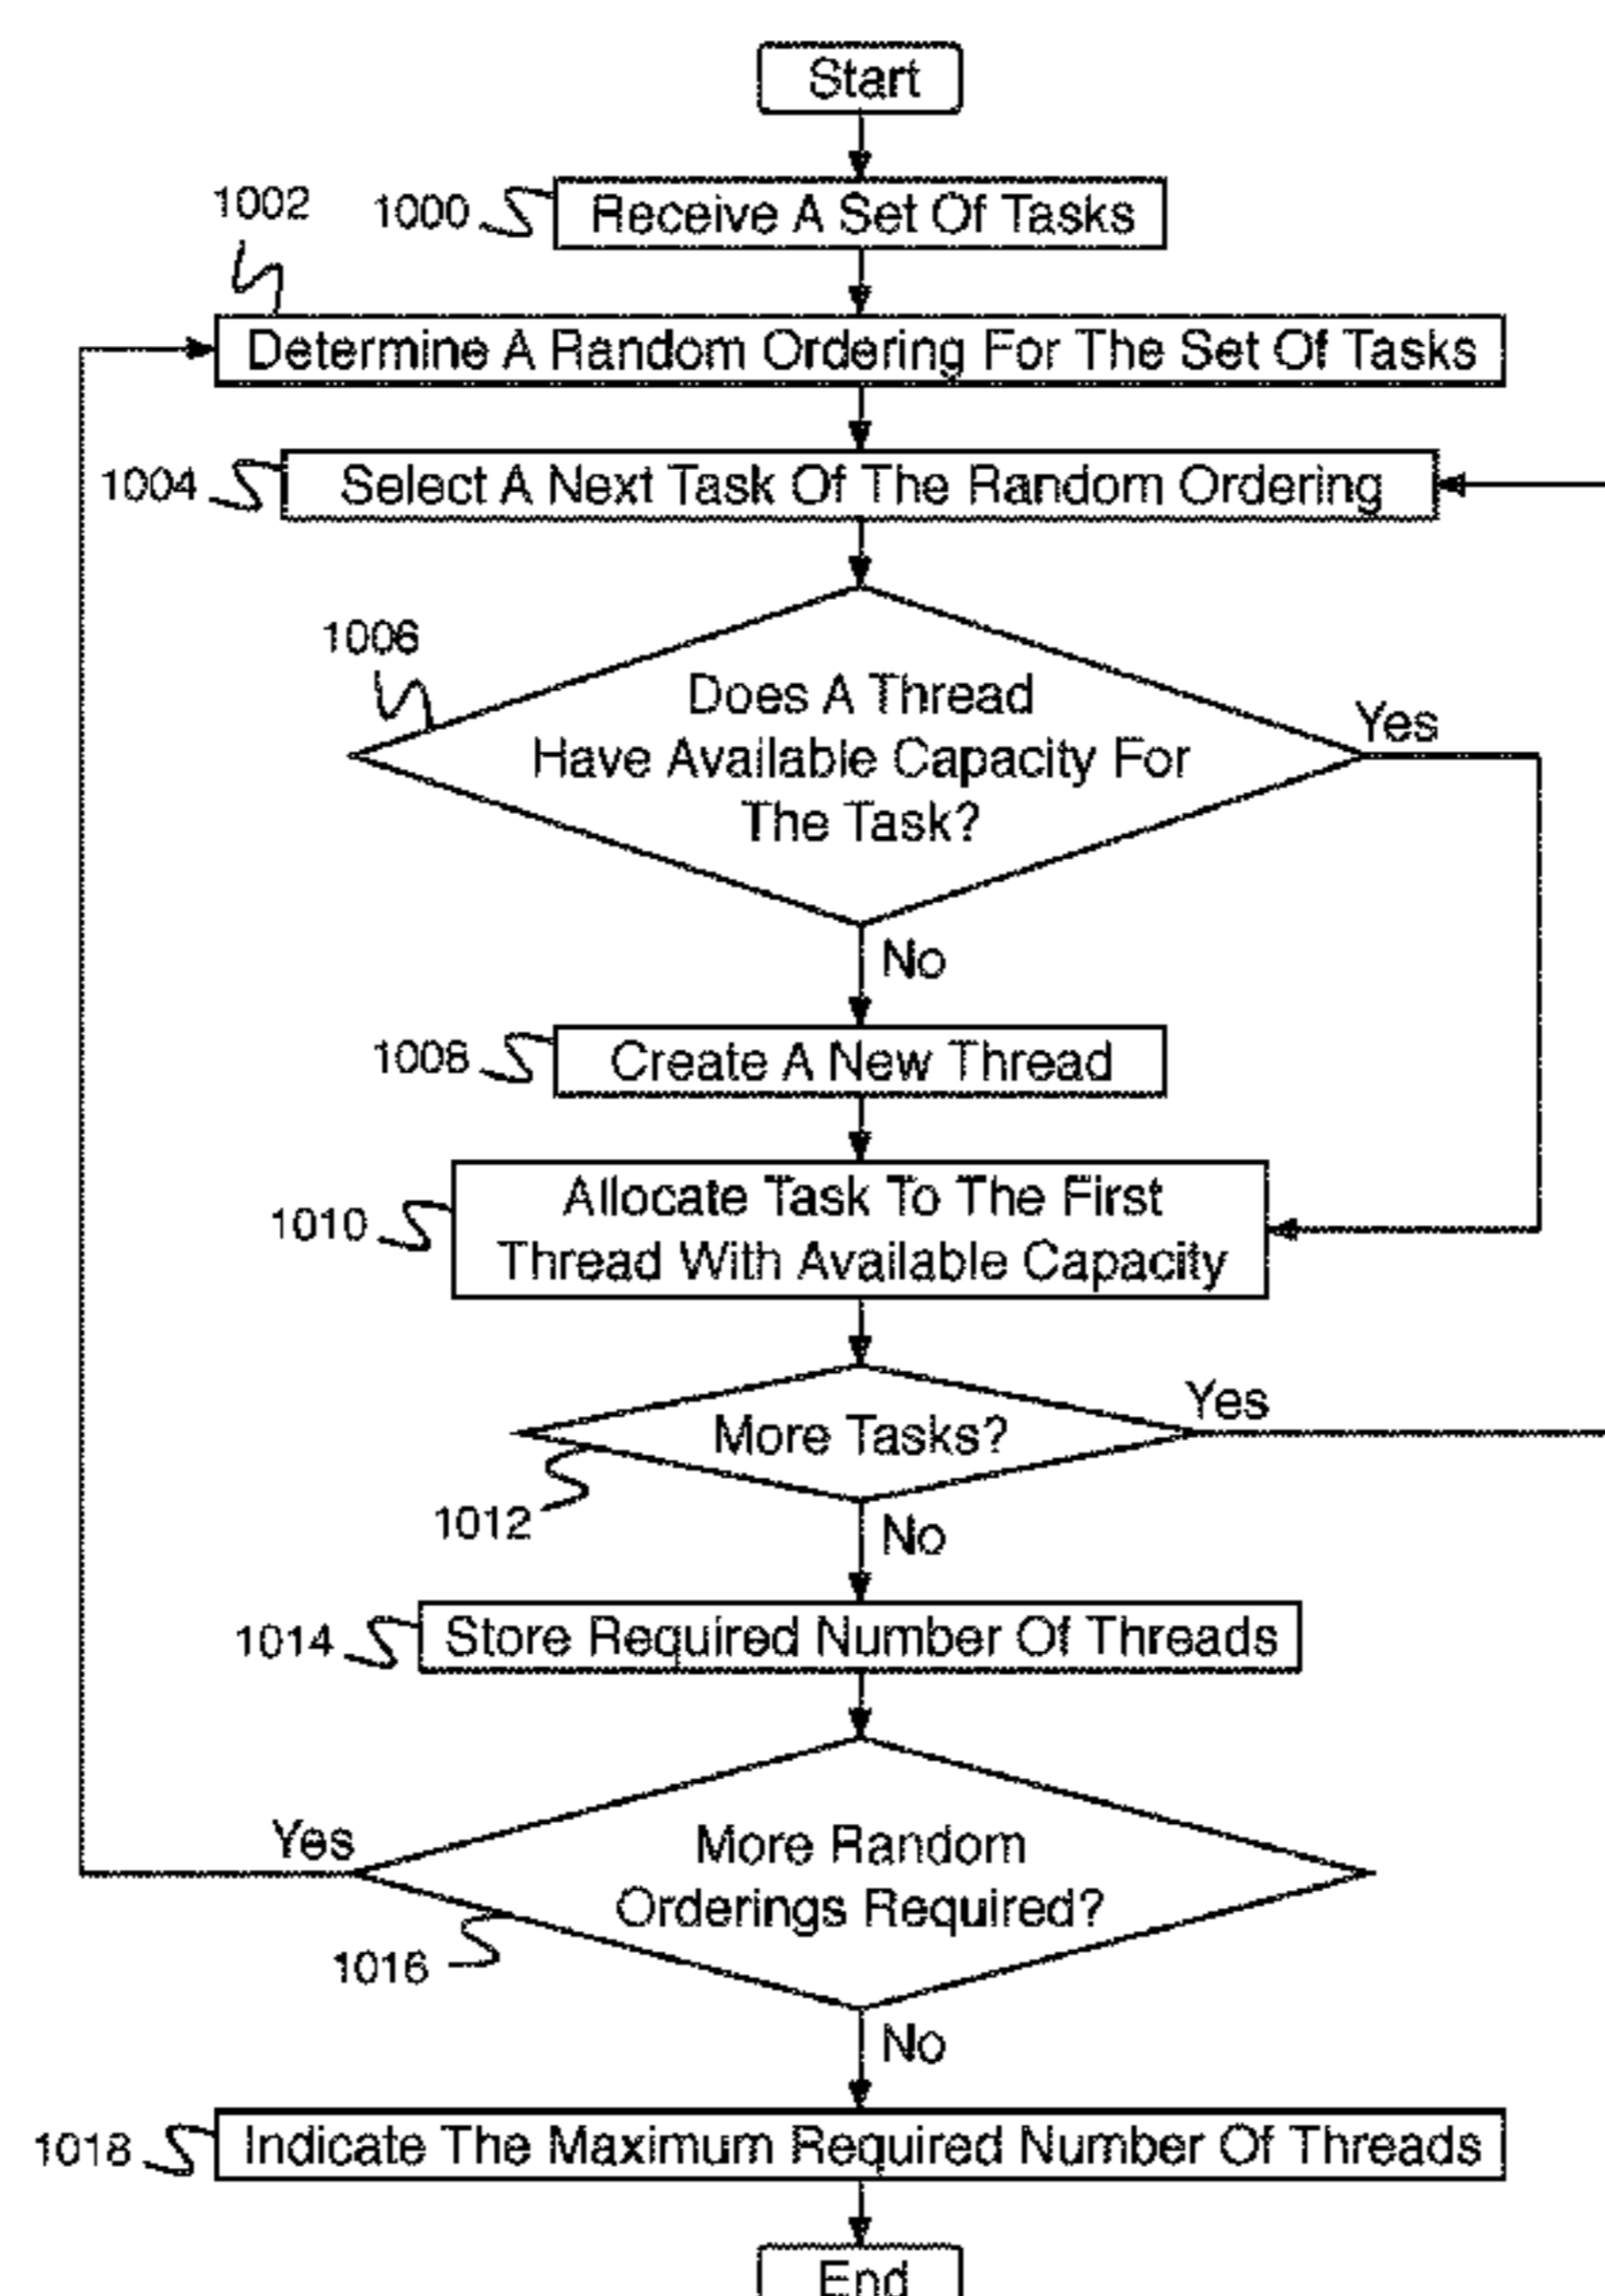 Start
1002
1000
Receive A Set Of Tasks
Determine A Random Ordering For The Set Of Tasks
1004
Select A Next Task Of The Random Ordering
1006
Does A Thread
Have Available Capacity For
The Task?
Yes
No
1008
Create A New Thread
1010
Allocate Task To The First
Thread With Available Capacity
More Tasks?
Yes
1012
No
1014
Store Required Number Of Threads
Yes
More Random
Orderings Required?
1016
No
1018
Indicate The Maximum Required Number Of Threads
End